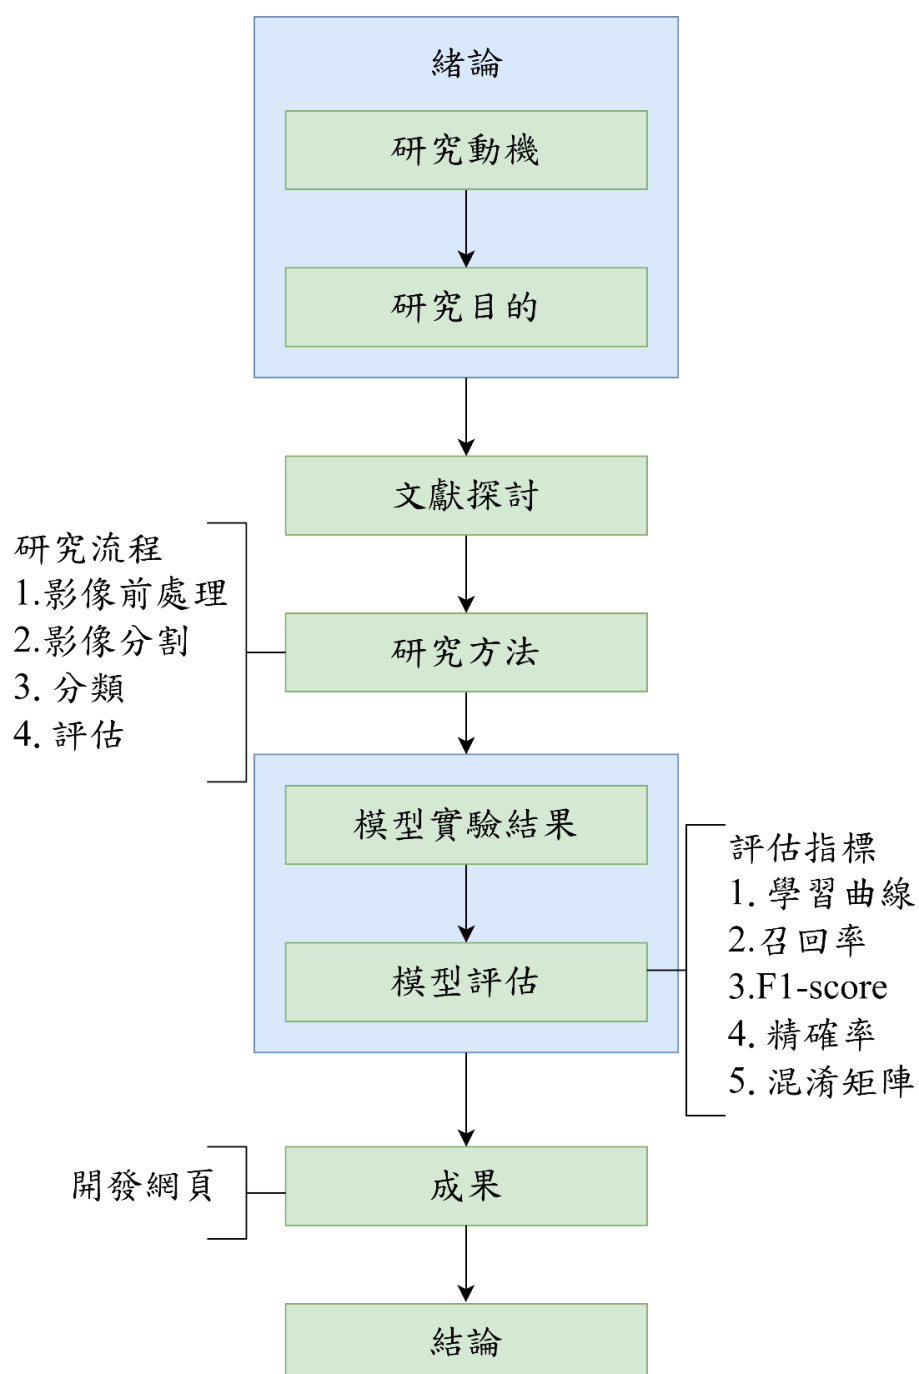 緒論
研究動機
研究目的
文獻探討
研究流程
1.影像前處理
2.影像分割
3. 分類
4. 評估
研究方法
模型實驗結果
模型評估
評估指標
1. 學習曲線
2.召回率
3.F1-score
4. 精確率
5. 混淆矩陣
開發網頁
成果
結論